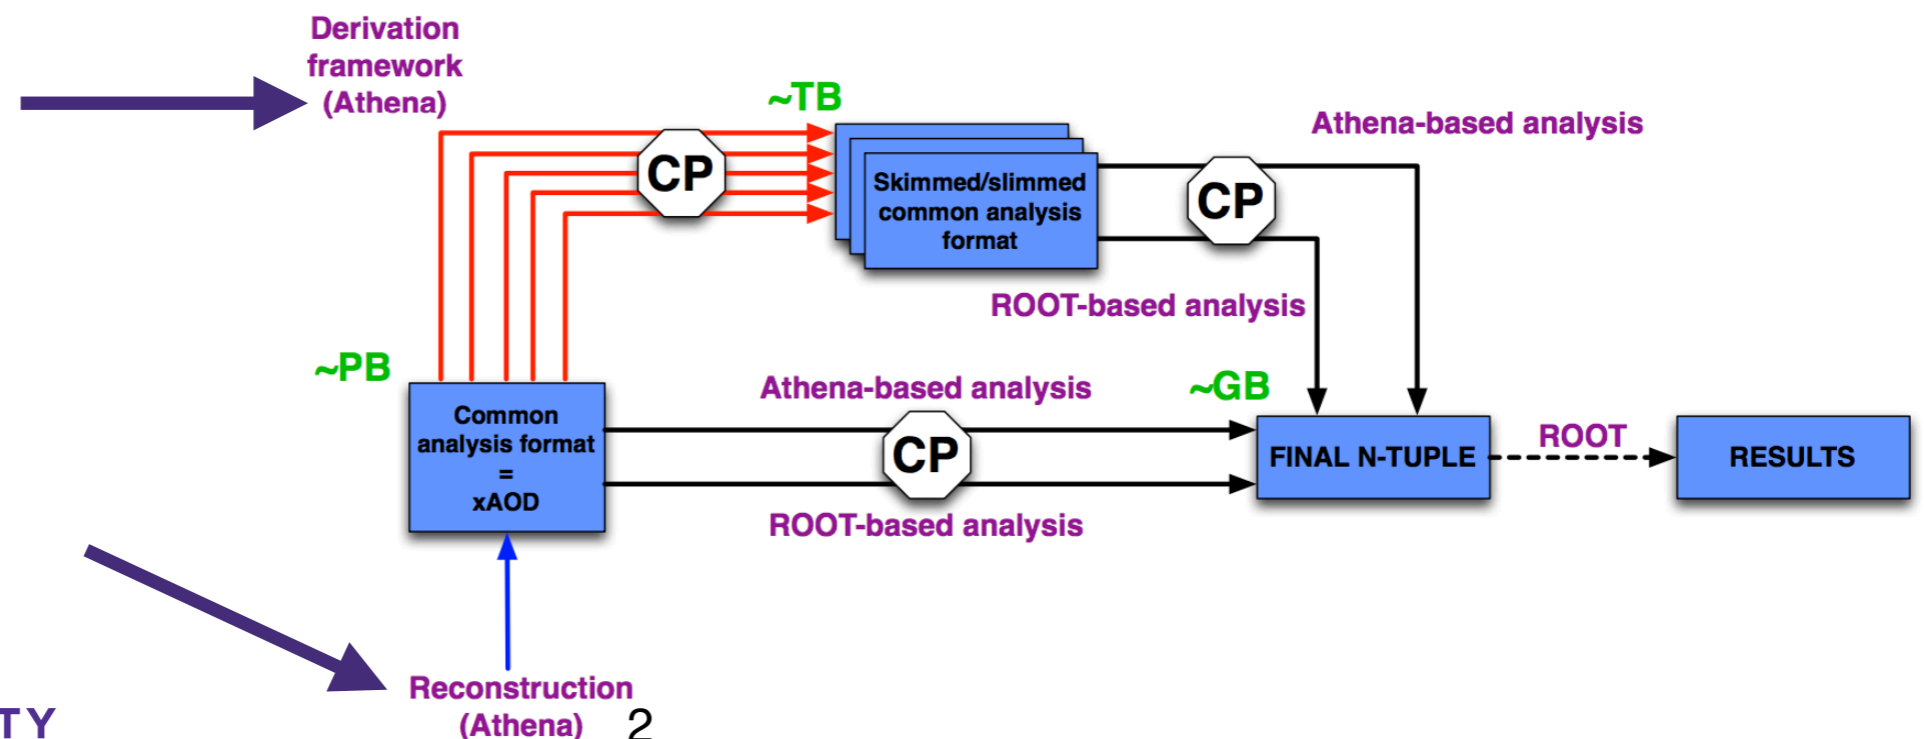 Derivation
framework
(Athena)
~TB
Athena-based analysis
CP
Skimmed/slimmed
common analysis
format
CP
ROOT-based analysis
~PB
Athena-based analysis
~GB
Common
analysis format
=
xAOD
CP
FINAL N-TUPLE
ROOT
RESULTS
ROOT-based analysis
Reconstruction
(Athena)
2
TY